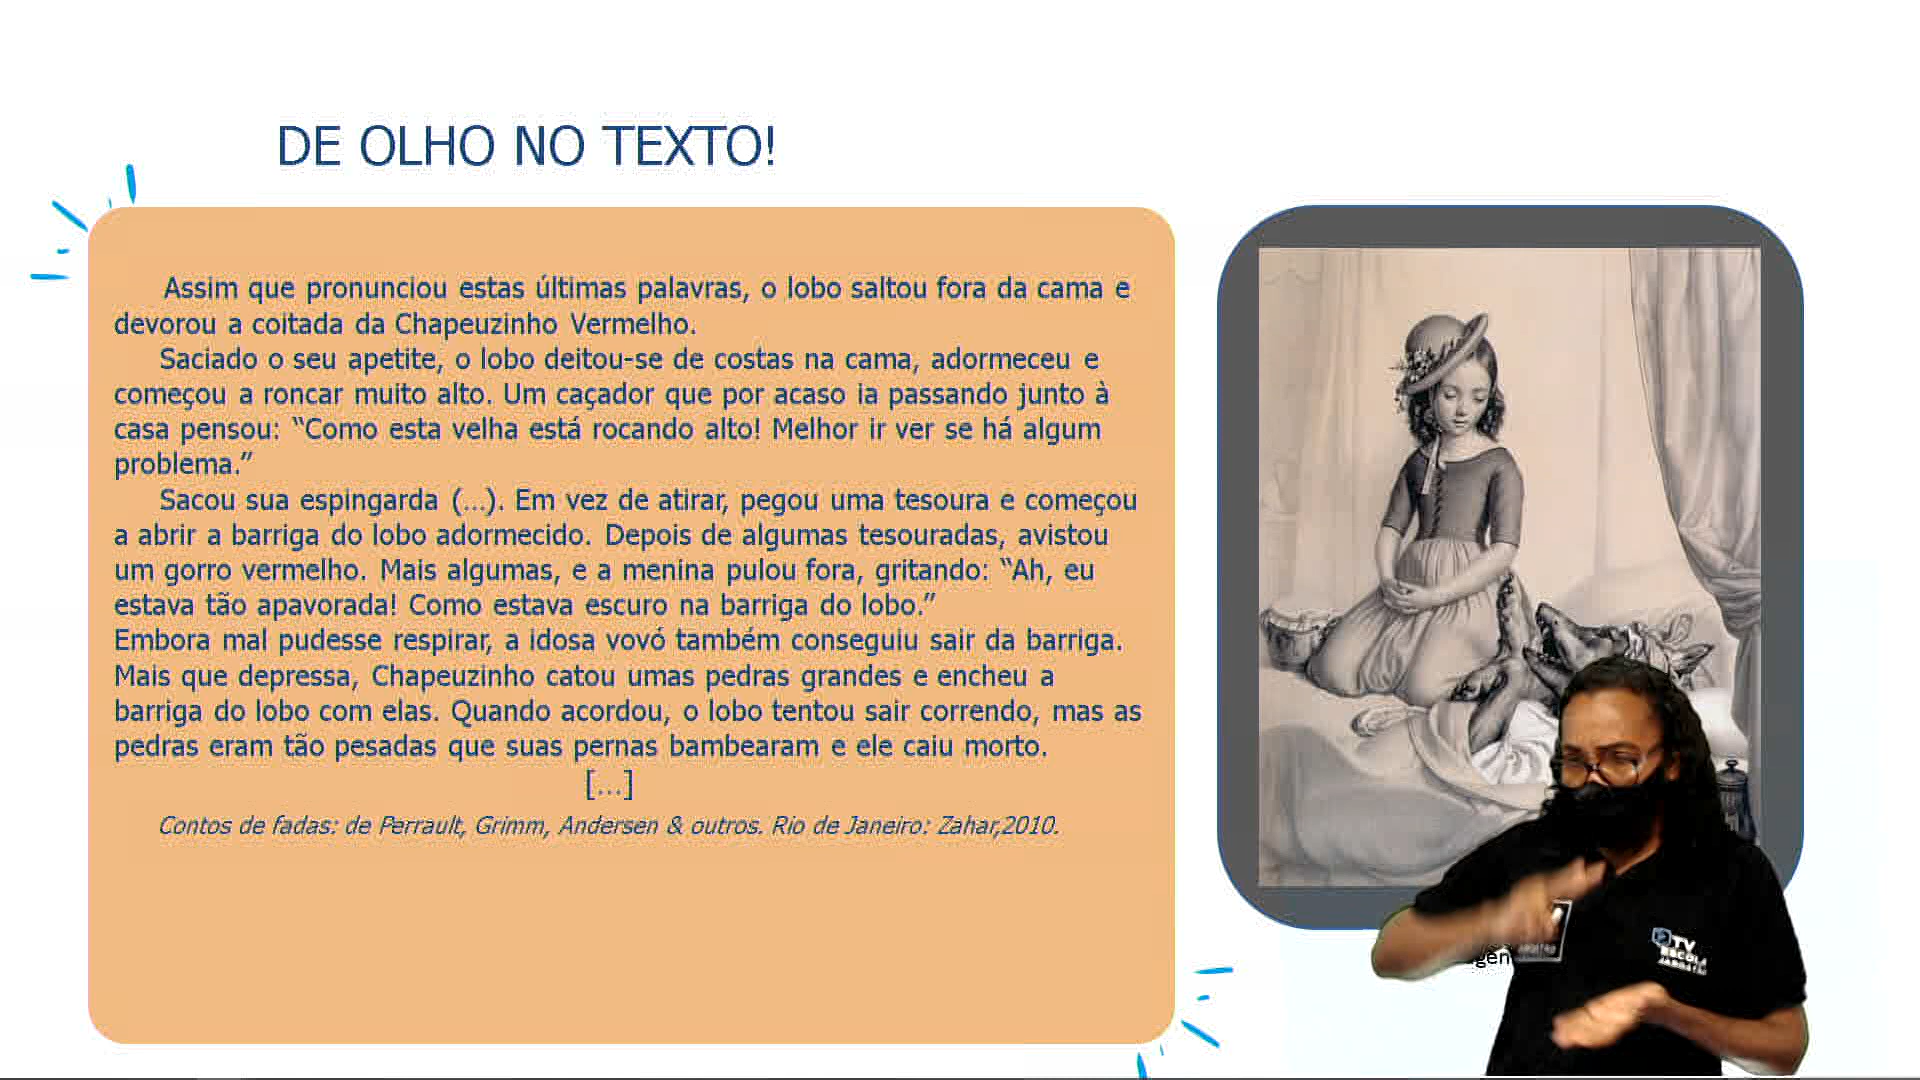 DE OLHO NO TEXTO!
Assim que pronunciou estas últimas palavras, o lobo saltou fora da cama e
devorou a coitada da Chapeuzinho Vermelho.
Saciado o seu apetite, o lobo deitou-se de costas na cama, adormeceu e
começou a roncar muito alto. Um caçador que por acaso ia passando junto à
casa pensou: “Como esta velha está rocando alto! Melhor ir ver se há algum
problema.”
Sacou sua espingarda (...). Em vez de atirar, pegou uma tesoura e começou
a abrir a barriga do lobo adormecido. Depois de algumas tesouradas, avistou
um gorro vermelho. Mais algumas, e a menina pulou fora, gritando: “Ah, eu
estava tão apavorada! Como estava escuro na barriga do lobo.”
Embora mal pudesse respirar, a idosa vovó também conseguiu sair da barriga.
Mais que depressa, Chapeuzinho catou umas pedras grandes e encheu a
barriga do lobo com elas. Quando acordou, o lobo tentou sair correndo, mas as
pedras eram tão pesadas que suas pernas bambearam e ele caiu morto.
[...]
Contos de fadas: de Perrault, Grimm, Andersen & outros. Rio de Janeiro: Zahar,2010.
TV
ESCOLA